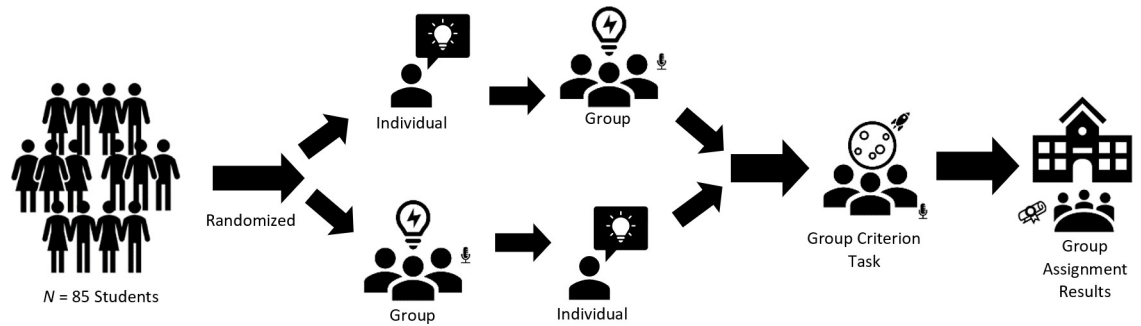 Individual
Group
Randomized
N = 85 Students
Group
Individual
Group Criterion
Task
Group
Assignment
Results